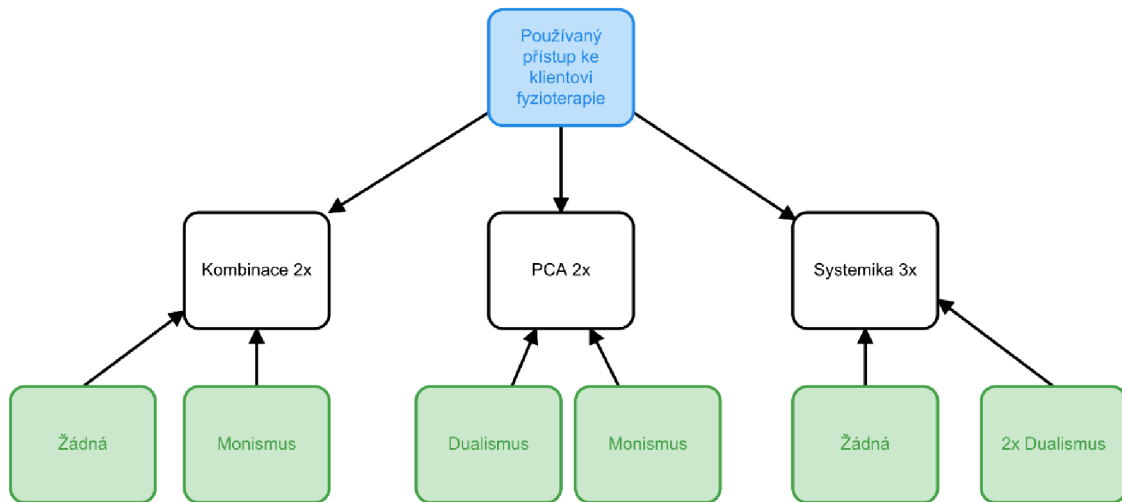 Používaný
přístup ke
klientovi
fyzioterapie
Kombinace 2x
PCA 2x
Systemika 3x
Žádná
Monismus
Dualismus
Monismus
Žádná
2x Dualismus